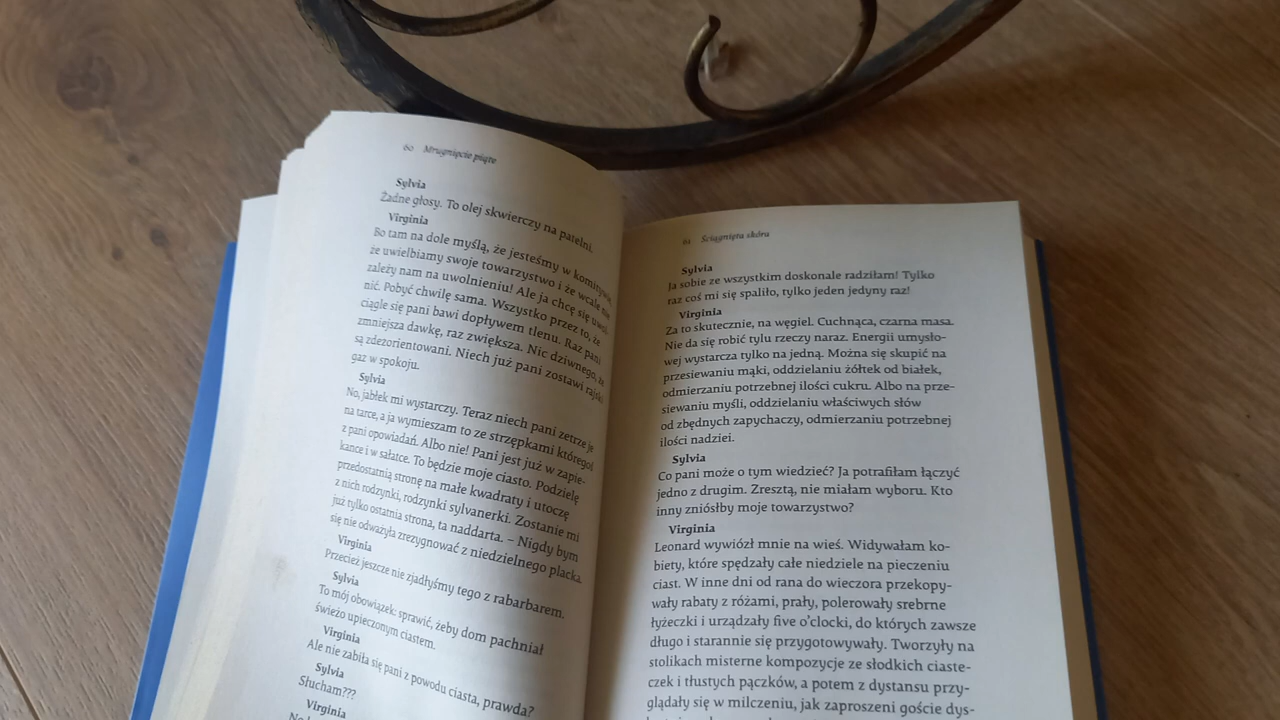 60 Mrugnięcie piąte
Sylvia
Żadne głosy. To olej skwierczy na patelni.
Virginia
Bo tam na dole myślą, że jesteśmy w komitywie,
że uwielbiamy swoje towarzystwo i że wcale nie
zależy nam na uwolnieniu! Ale ja chcę się uwol-
nić. Pobyć chwilę sama. Wszystko przez to, że
ciągle się pani bawi dopływem tlenu. Raz pani
zmniejsza dawkę, raz zwiększa. Nic dziwnego, że
są zdezorientowani. Niech już pani zostawi rajski
gaz w spokoju.
Sylvia
No, jabłek mi wystarczy. Teraz niech pani zetrze je
na tarce, a ja wymieszam to ze strzępkami któregoś
z pani opowiadań. Albo nie! Pani jest już w zapie-
kance i w sałatce. To będzie moje ciasto. Podzielę
przedostatnią stronę na małe kwadraty i utoczę
z nich rodzynki, rodzynki sylvanerki. Zostanie mi
już tylko ostatnia strona, ta naddarta. – Nigdy bym
się nie odważyła zrezygnować z niedzielnego placka.
Virginia
Przecież jeszcze nie zjadłyśmy tego z rabarbarem.
Sylvia
To mój obowiązek: sprawić, żeby dom pachniał
świeżo upieczonym ciastem.
Virginia
Ale nie zabiła się pani z powodu ciasta, prawda?
Sylvia
Słucham???
Virginia
61 Ściągnięta skóra
Sylvia
Ja sobie ze wszystkim doskonale radziłam! Tylko
raz coś mi się spaliło, tylko jeden jedyny raz!
Virginia
Za to skutecznie, na węgiel. Cuchnąca, czarna masa.
Nie da się robić tylu rzeczy naraz. Energii umysło-
wej wystarcza tylko na jedną. Można się skupić na
przesiewaniu mąki, oddzielaniu żółtek od białek,
odmierzaniu potrzebnej ilości cukru. Albo na prze-
siewaniu myśli, oddzielaniu właściwych słów
od zbędnych zapychaczy, odmierzaniu potrzebnej
ilości nadziei.
Sylvia
Co pani może o tym wiedzieć? Ja potrafiłam łączyć
jedno z drugim. Zresztą, nie miałam wyboru. Kto
inny zniósłby moje towarzystwo?
Virginia
Leonard wywiózł mnie na wieś. Widywałam ko-
biety, które spędzały całe niedziele na pieczeniu
ciast. W inne dni od rana do wieczora przekopy-
wały rabaty z różami, prały, polerowały srebrne
łyżeczki i urządzały five o'clocki, do których zawsze
długo i starannie się przygotowywały. Tworzyły na
stolikach misterne kompozycje ze słodkich ciaste-
czek i tłustych pączków, a potem z dystansu przy-
glądały się w milczeniu, jak zaproszeni goście dys-